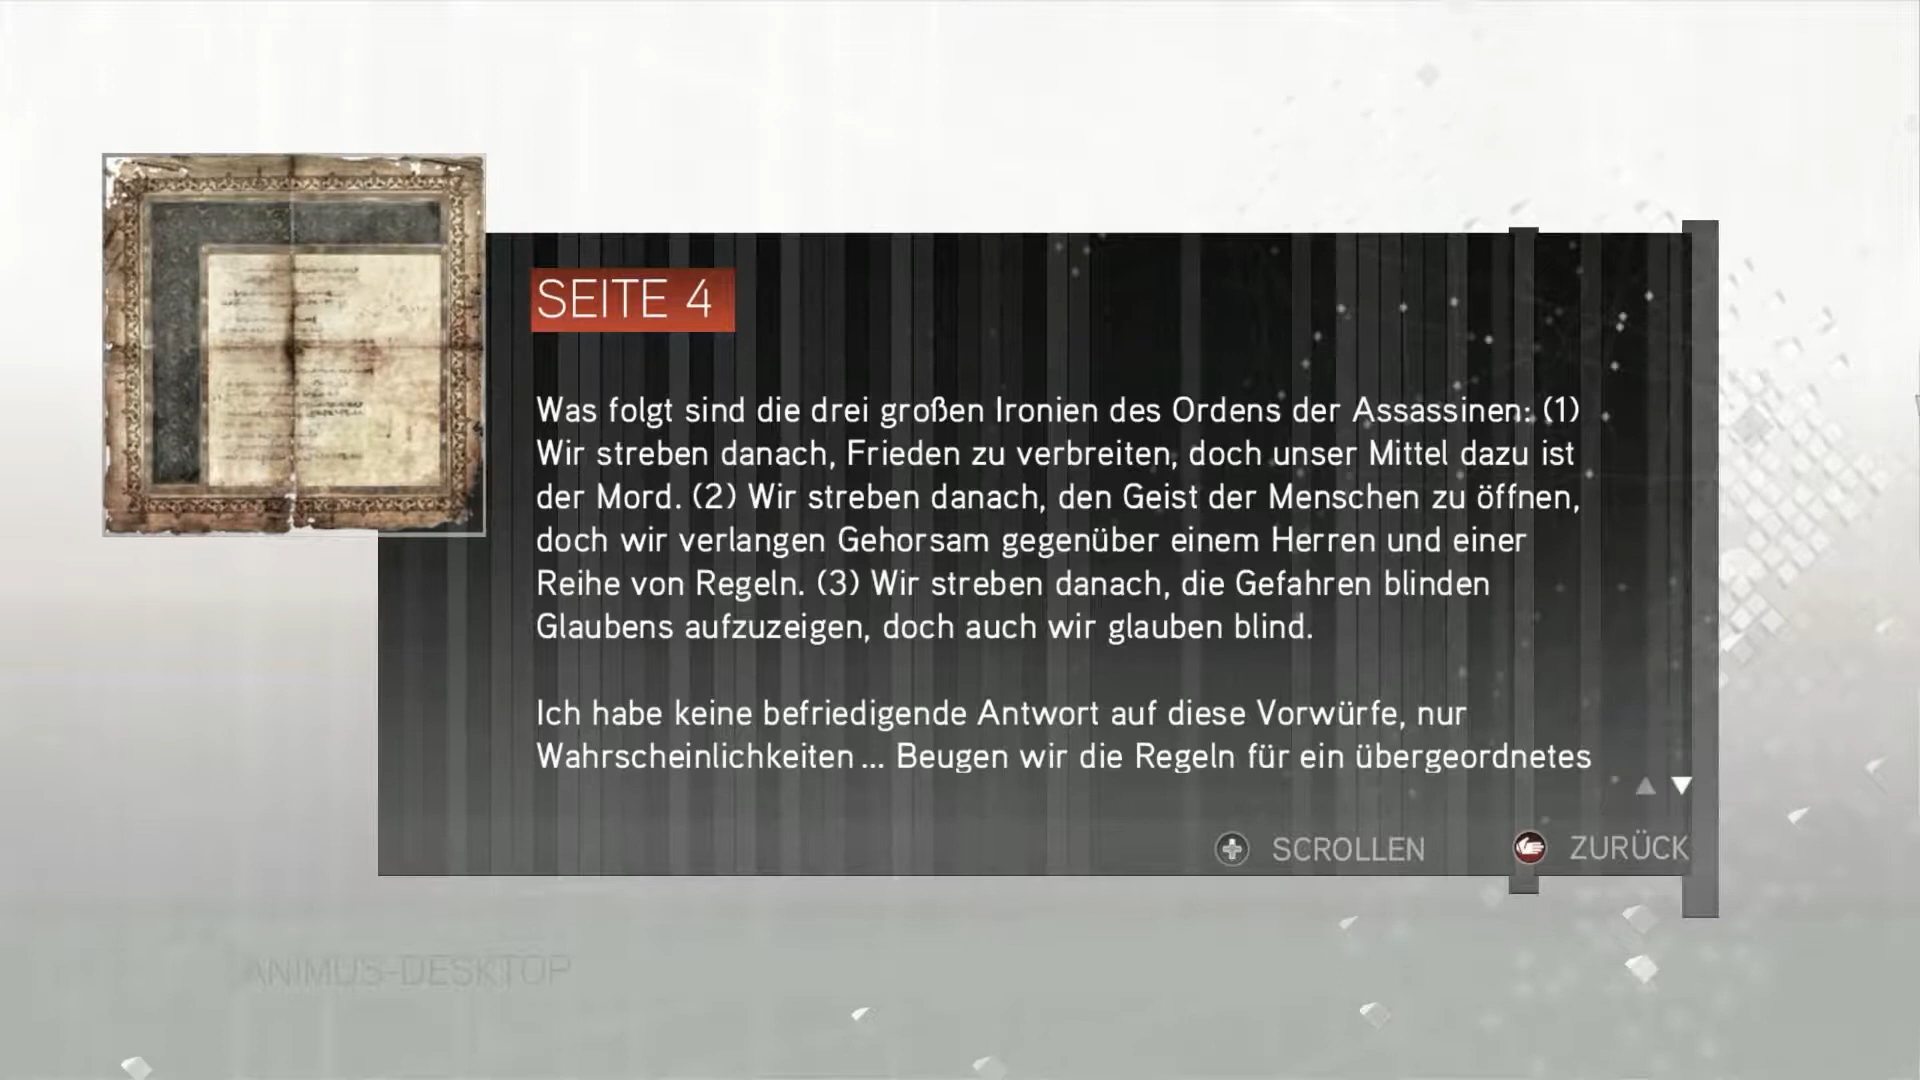 SEITE 4
Was folgt sind die drei großen Ironien des Ordens der Assassinen: (1)
Wir streben danach, Frieden zu verbreiten, doch unser Mittel dazu ist
der Mord. (2) Wir streben danach, den Geist der Menschen zu öffnen,
doch wir verlangen Gehorsam gegenüber einem Herren und einer
Reihe von Regeln. (3) Wir streben danach, die Gefahren blinden
Glaubens aufzuzeigen, doch auch wir glauben blind.
Ich habe keine befriedigende Antwort auf diese Vorwürfe, nur
Wahrscheinlichkeiten ... Beugen wir die Regeln für ein übergeordnetes
SCROLLEN ZURÜCK
ANIMUS-DESKTOP